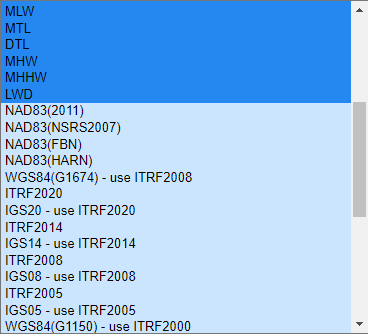 MLW
MTL
DTL
MHW
MHHW
LWD
NAD83(2011)
NAD83(NSRS2007)
NAD83(FBN)
NAD83(HARN)
WGS84(G1674) - use ITRF2008
ITRF2020
IGS20 - use ITRF2020
ITRF2014
IGS14 - use ITRF2014
ITRF2008
IGS08 - use ITRF2008
ITRF2005
IGS05 - use ITRF2005
WGS84(G1150) - use ITRF2000